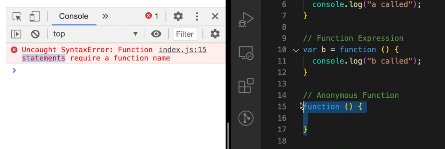 Console
1
top
Filter
Uncaught SyntaxError: Function index.js:15
statements require a function name
6 console.log("a called");
7 }
8
9 // Function Expression
10 var b = function () {
11 console.log("b called");
12 }
13
14 // Anonymous Function
15 function () {
16
17 }
18